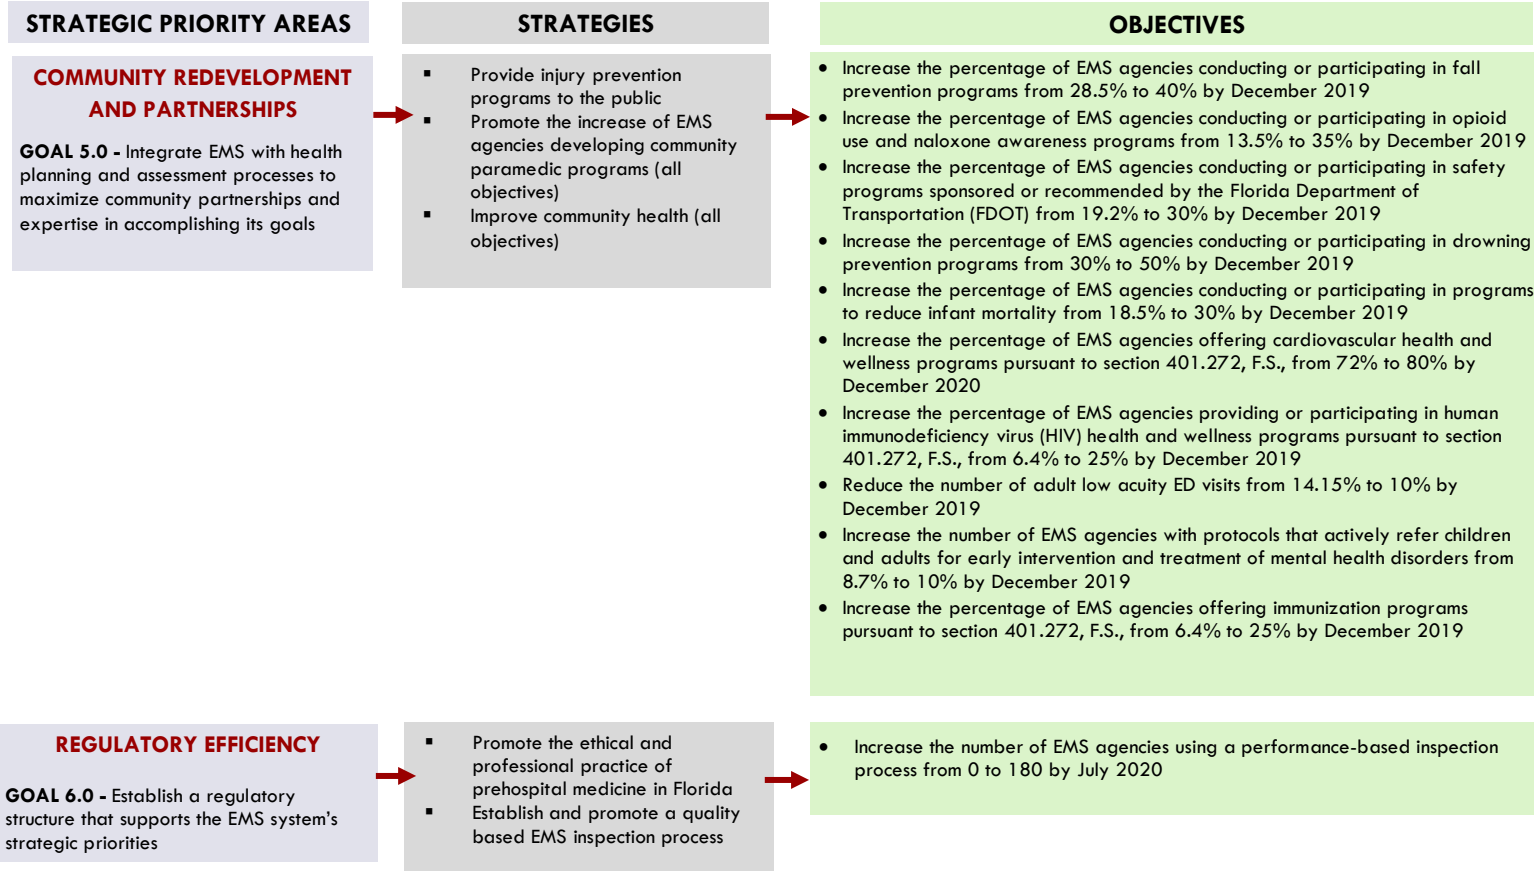 STRATEGIC PRIORITY AREAS
STRATEGIES
OBJECTIVES
COMMUNITY REDEVELOPMENT
AND PARTNERSHIPS
GOAL 5.0 - Integrate EMS with health
planning and assessment processes to
maximize community partnerships and
expertise in accomplishing its goals
▪ Provide injury prevention
programs to the public
▪ Promote the increase of EMS
agencies developing community
paramedic programs (all
objectives)
▪ Improve community health (all
objectives)
• Increase the percentage of EMS agencies conducting or participating in fall
prevention programs from 28.5% to 40% by December 2019
• Increase the percentage of EMS agencies conducting or participating in opioid
use and naloxone awareness programs from 13.5% to 35% by December 2019
• Increase the percentage of EMS agencies conducting or participating in safety
programs sponsored or recommended by the Florida Department of
Transportation (FDOT) from 19.2% to 30% by December 2019
• Increase the percentage of EMS agencies conducting or participating in drowning
prevention programs from 30% to 50% by December 2019
• Increase the percentage of EMS agencies conducting or participating in programs
to reduce infant mortality from 18.5% to 30% by December 2019
• Increase the percentage of EMS agencies offering cardiovascular health and
wellness programs pursuant to section 401.272, F.S., from 72% to 80% by
December 2020
• Increase the percentage of EMS agencies providing or participating in human
immunodeficiency virus (HIV) health and wellness programs pursuant to section
401.272, F.S., from 6.4% to 25% by December 2019
• Reduce the number of adult low acuity ED visits from 14.15% to 10% by
December 2019
• Increase the number of EMS agencies with protocols that actively refer children
and adults for early intervention and treatment of mental health disorders from
8.7% to 10% by December 2019
• Increase the percentage of EMS agencies offering immunization programs
pursuant to section 401.272, F.S., from 6.4% to 25% by December 2019
REGULATORY EFFICIENCY
GOAL 6.0 - Establish a regulatory
structure that supports the EMS system's
strategic priorities
▪ Promote the ethical and
professional practice of
prehospital medicine in Florida
▪ Establish and promote a quality
based EMS inspection process
• Increase the number of EMS agencies using a performance-based inspection
process from 0 to 180 by July 2020